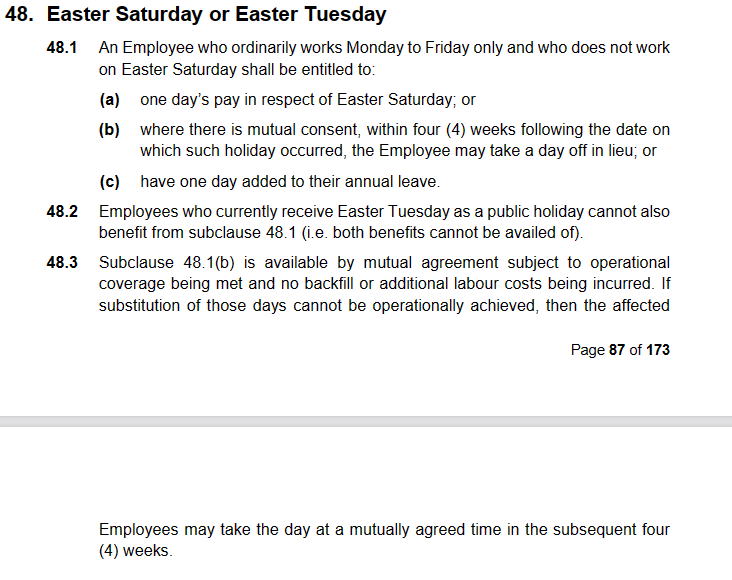 48. Easter Saturday or Easter Tuesday
48.1 An Employee who ordinarily works Monday to Friday only and who does not work
on Easter Saturday shall be entitled to:
(a) one day’s pay in respect of Easter Saturday; or
(b) where there is mutual consent, within four (4) weeks following the date on
which such holiday occurred, the Employee may take a day off in lieu; or
(c) have one day added to their annual leave.
48.2 Employees who currently receive Easter Tuesday as a public holiday cannot also
benefit from subclause 48.1 (i.e. both benefits cannot be availed of).
48.3 Subclause 48.1(b) is available by mutual agreement subject to operational
coverage being met and no backfill or additional labour costs being incurred. If
substitution of those days cannot be operationally achieved, then the affected
Page 87 of 173
Employees may take the day at a mutually agreed time in the subsequent four
(4) weeks.